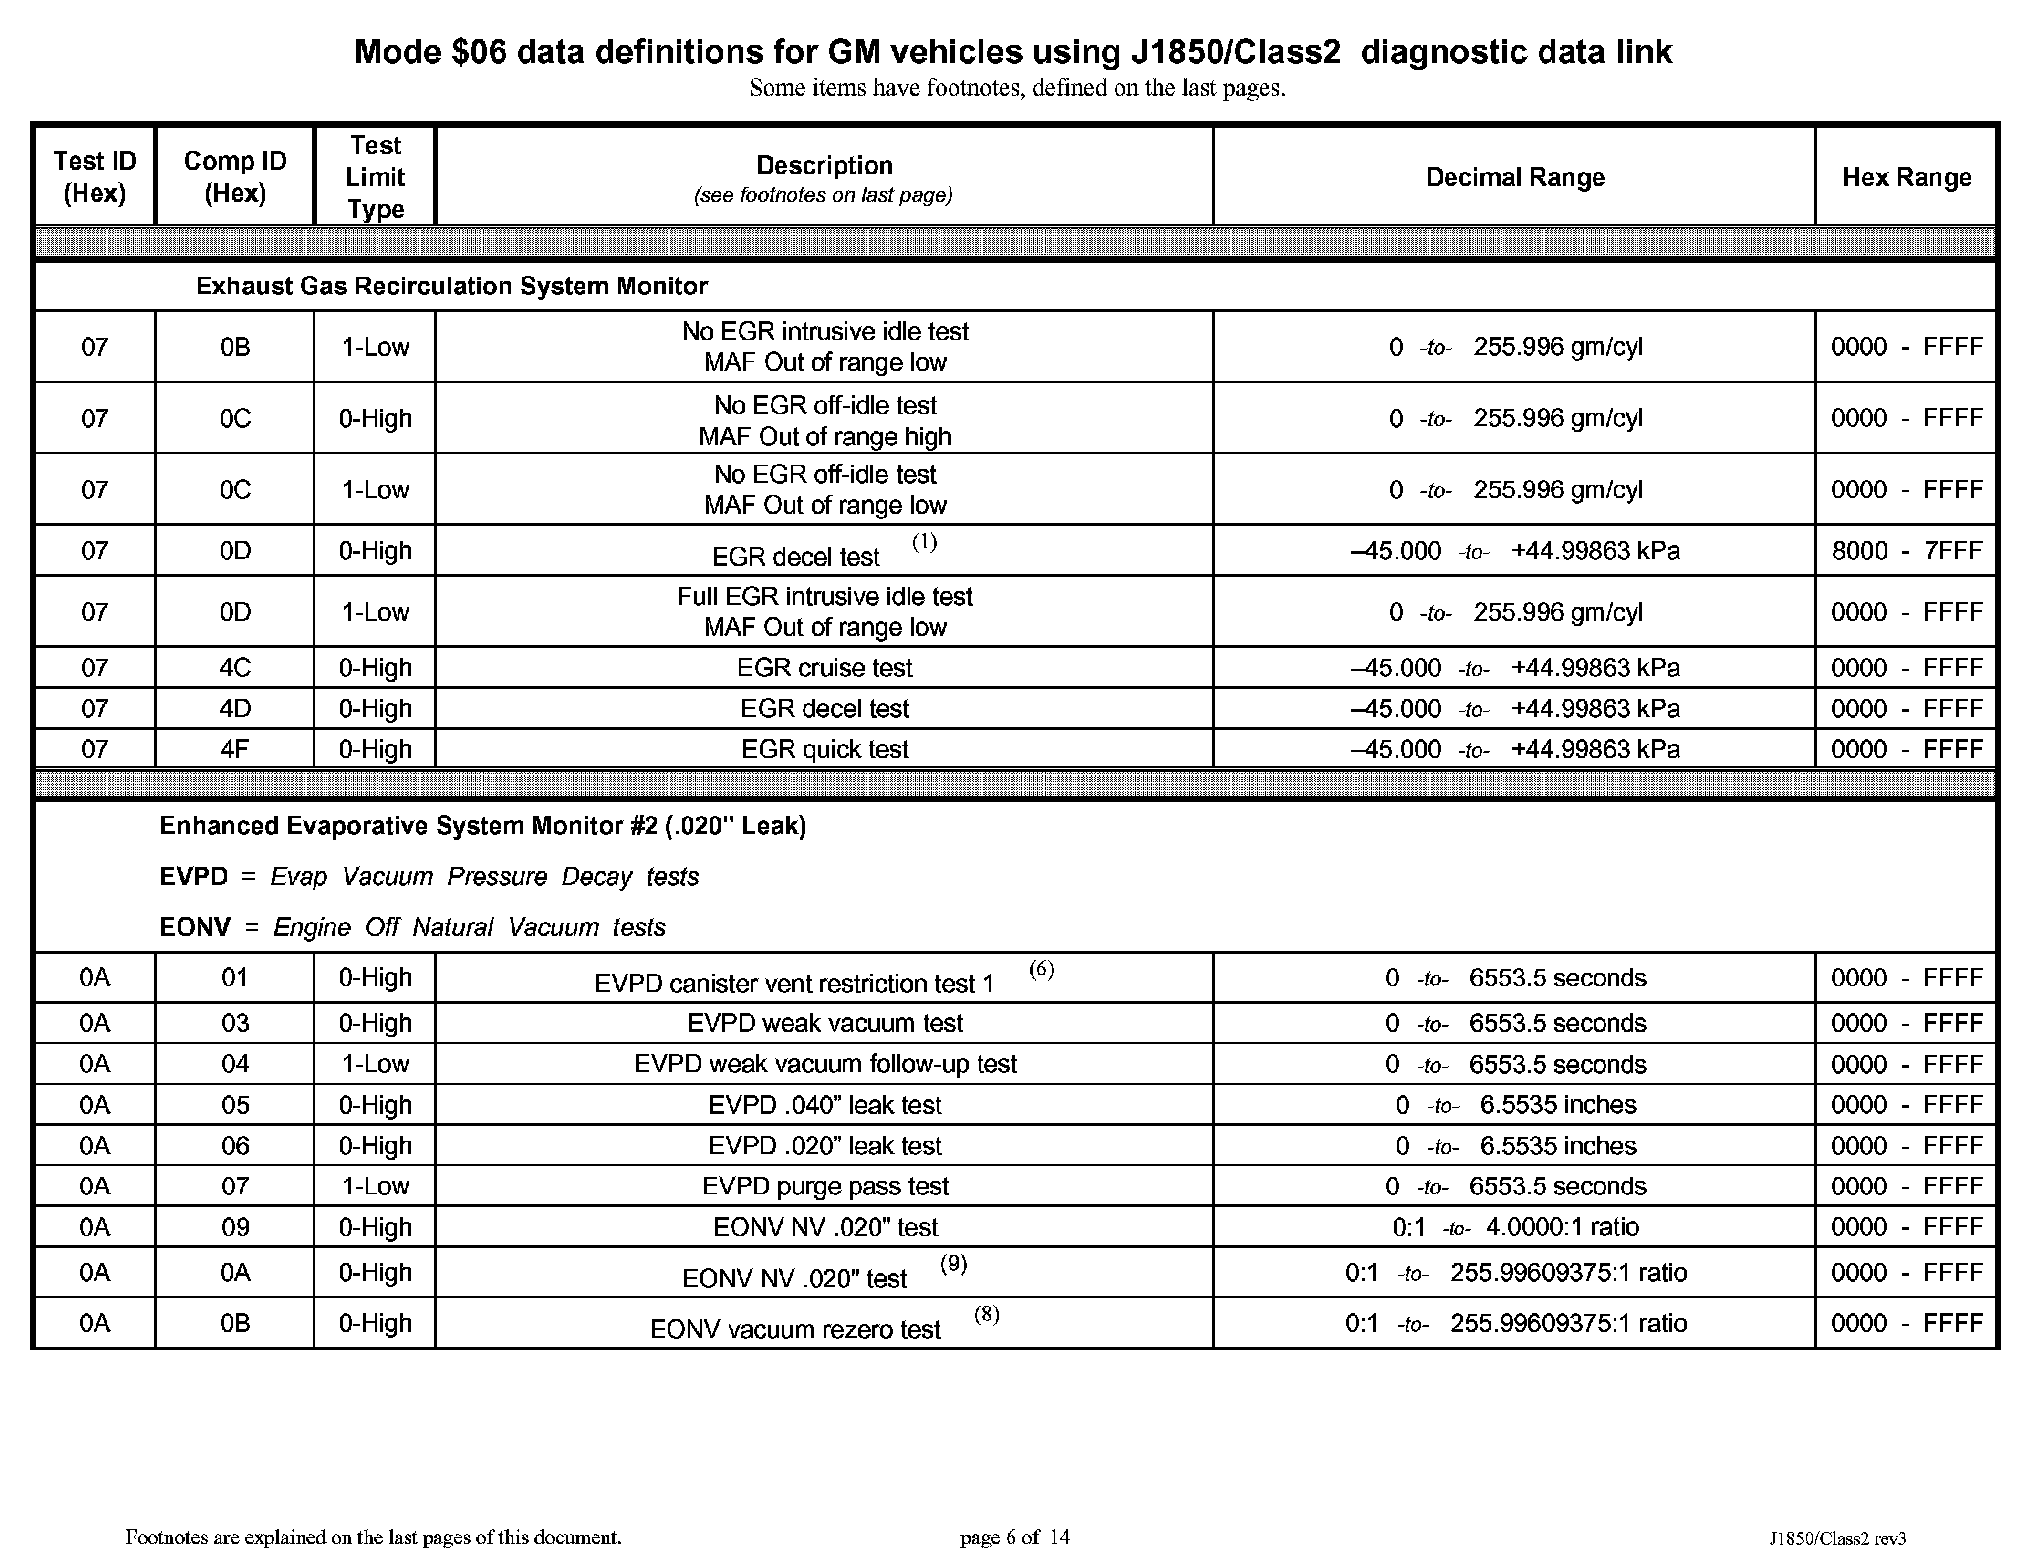 Mode $06 data definitions for GM vehicles using J1850/Class2 diagnostic data link
Some items have footnotes, defined on the last pages.
Test ID (Hex) Comp ID (Hex) Test Limit Type Description (see footnotes on last page) Decimal Range Hex Range
Exhaust Gas Recirculation System Monitor
07 0B 1-Low No EGR intrusive idle test MAF Out of range low 0 -to- 255.996 gm/cyl 0000 - FFFF
07 0C 0-High No EGR off-idle test MAF Out of range high 0 -to- 255.996 gm/cyl 0000 - FFFF
07 0C 1-Low No EGR off-idle test MAF Out of range low 0 -to- 255.996 gm/cyl 0000 - FFFF
07 0D 0-High EGR decel test (1) –45.000 -to- +44.99863 kPa 8000 - 7FFF
07 0D 1-Low Full EGR intrusive idle test MAF Out of range low 0 -to- 255.996 gm/cyl 0000 - FFFF
07 4C 0-High EGR cruise test –45.000 -to- +44.99863 kPa 0000 - FFFF
07 4D 0-High EGR decel test –45.000 -to- +44.99863 kPa 0000 - FFFF
07 4F 0-High EGR quick test –45.000 -to- +44.99863 kPa 0000 - FFFF
Enhanced Evaporative System Monitor #2 (.020" Leak)
EVPD = Evap Vacuum Pressure Decay tests
EONV = Engine Off Natural Vacuum tests
0A 01 0-High EVPD canister vent restriction test 1 (6) 0 -to- 6553.5 seconds 0000 - FFFF
0A 03 0-High EVPD weak vacuum test 0 -to- 6553.5 seconds 0000 - FFFF
0A 04 1-Low EVPD weak vacuum follow-up test 0 -to- 6553.5 seconds 0000 - FFFF
0A 05 0-High EVPD .040” leak test 0 -to- 6.5535 inches 0000 - FFFF
0A 06 0-High EVPD .020” leak test 0 -to- 6.5535 inches 0000 - FFFF
0A 07 1-Low EVPD purge pass test 0 -to- 6553.5 seconds 0000 - FFFF
0A 09 0-High EONV NV .020" test 0:1 -to- 4.0000:1 ratio 0000 - FFFF
0A 0A 0-High EONV NV .020" test (9) 0:1 -to- 255.99609375:1 ratio 0000 - FFFF
0A 0B 0-High EONV vacuum rezero test (8) 0:1 -to- 255.99609375:1 ratio 0000 - FFFF
Footnotes are explained on the last pages of this document. page 6 of 14 J1850/Class2 rev3